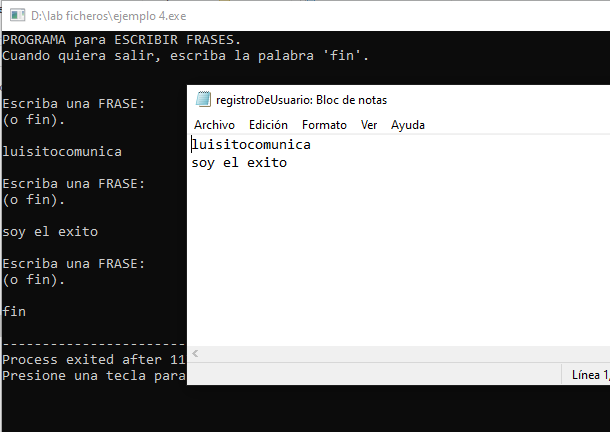 D:\lab ficheros\ejemplo 4.exe
PROGRAMA para ESCRIBIR FRASES.
Cuando quiera salir, escriba la palabra 'fin'.
Escriba una FRASE:
(o fin).
luisitocomunica
Escriba una FRASE:
(o fin).
soy el exito
Escriba una FRASE:
(o fin).
fin
-----------------------
Process exited after 11
Presione una tecla para
registroDeUsuario: Bloc de notas
Archivo Edición Formato Ver Ayuda
luisitocomunica
soy el exito
Línea 1,